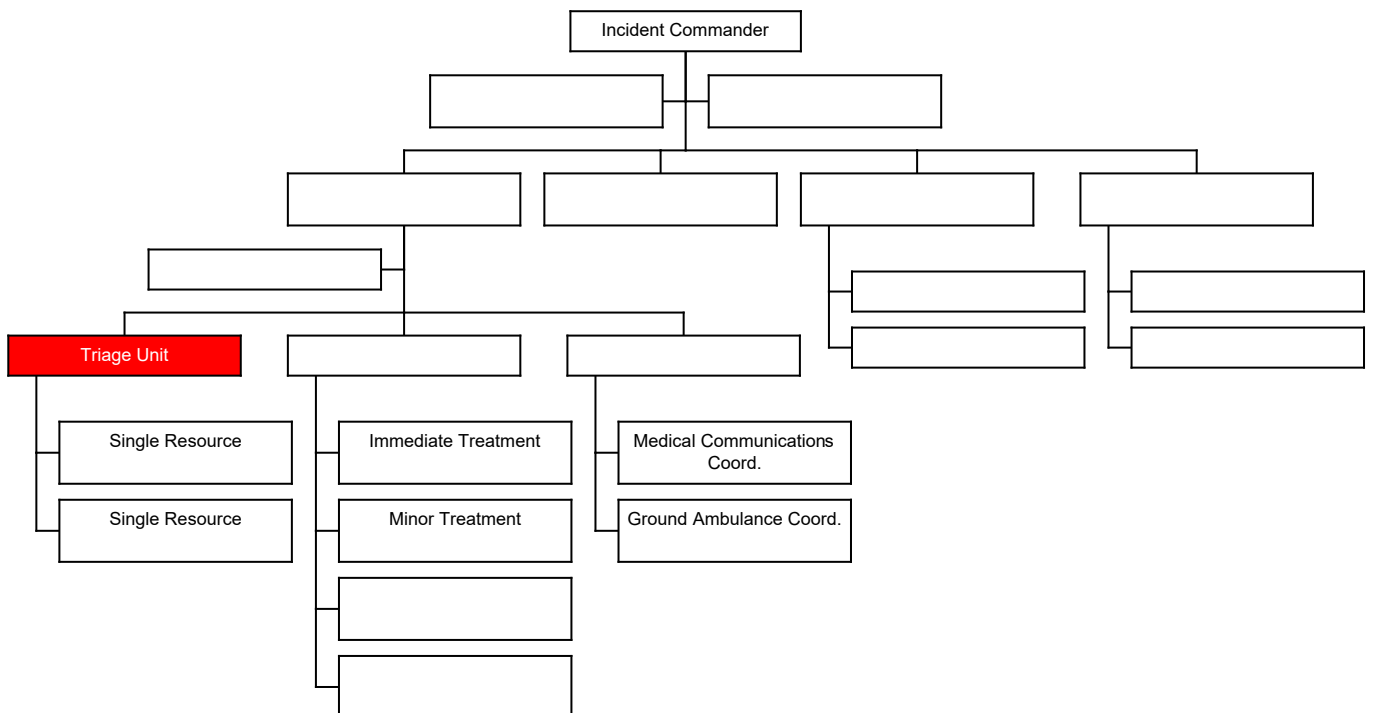 Incident Commander
Triage Unit
Single Resource
Immediate Treatment
Medical Communications
Coord.
Single Resource
Minor Treatment
Ground Ambulance Coord.